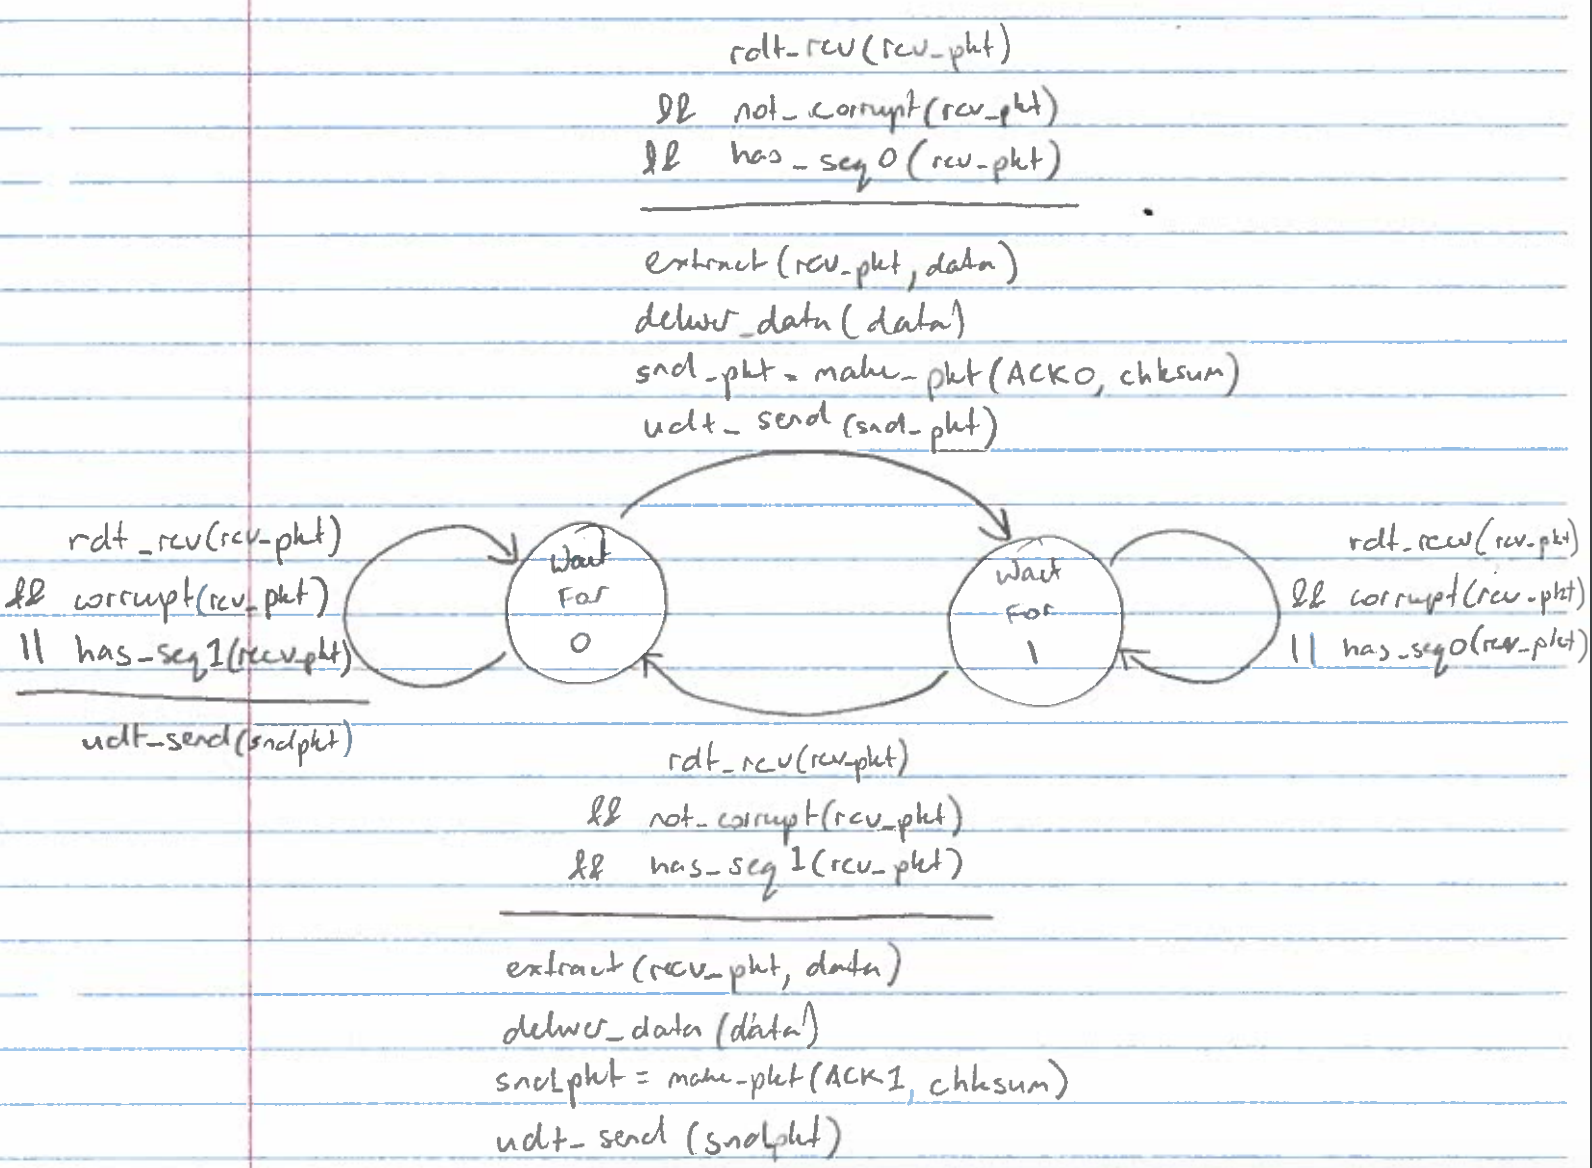 rdt_rcv(rcv_pkt)
&& not_corrupt(rcv_pkt)
&& has_seq0(rcv_pkt)
extract(rcv_pkt, data)
deliver_data(data)
snd_pkt = make_pkt(ACK0, chksum)
udt_send(snd_pkt)
rdt_rcv(rcv_pkt)
&& corrupt(rcv_pkt)
|| has_seq1(recv_pkt)
udt_send(sndpkt)
Wait
For
0
Wait
For
1
rdt_rcv(rcv_pkt)
&& corrupt(rcv_pkt)
|| has_seq0(rcv_pkt)
rdt_rcv(rcv_pkt)
&& not_corrupt(rcv_pkt)
&& has_seq1(rcv_pkt)
extract(recv_pkt, data)
deliver_data(data)
sndpkt = make_pkt(ACK1, chksum)
udt_send(sndpkt)